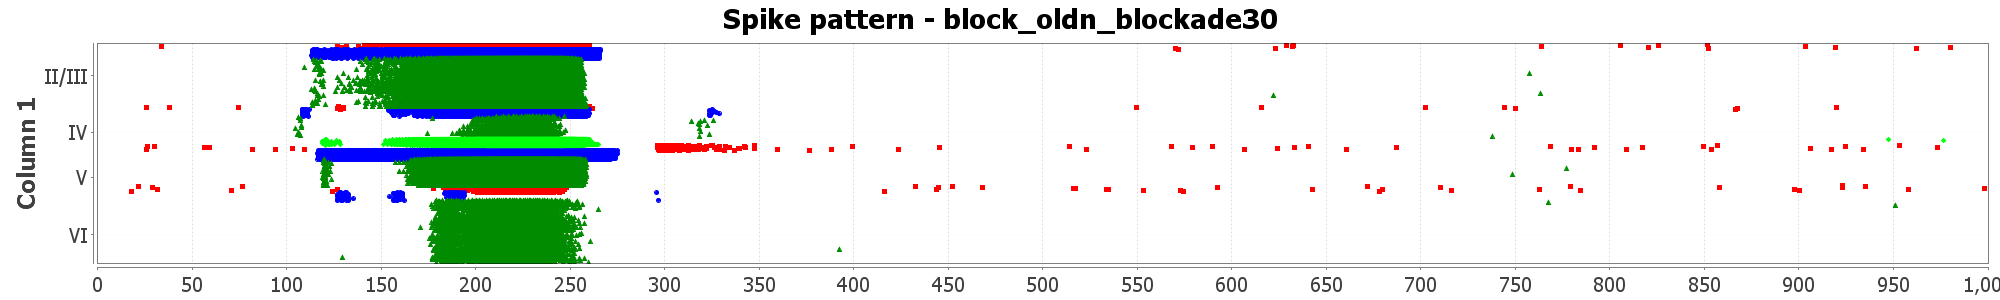 Spike pattern - block_oldn_blockade30
Column 1
II/III
IV
V
VI
0 50 100 150 200 250 300 350 400 450 500 550 600 650 700 750 800 850 900 950 1,00